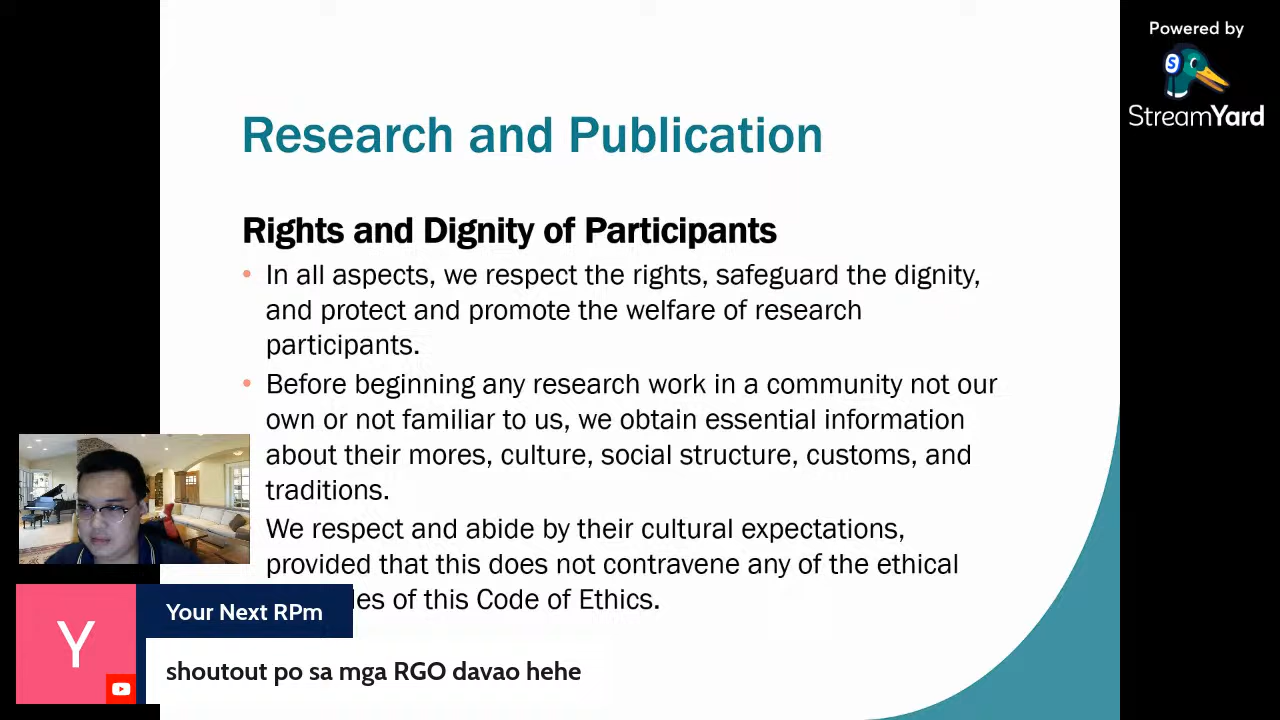 Powered by
S
StreamYard
Research and Publication
Rights and Dignity of Participants
• In all aspects, we respect the rights, safeguard the dignity,
and protect and promote the welfare of research
participants.
• Before beginning any research work in a community not our
own or not familiar to us, we obtain essential information
about their mores, culture, social structure, customs, and
traditions.
We respect and abide by their cultural expectations,
provided that this does not contravene any of the ethical
of this Code of Ethics.
Y
Your Next RPm
shoutout po sa mga RGO davao hehe